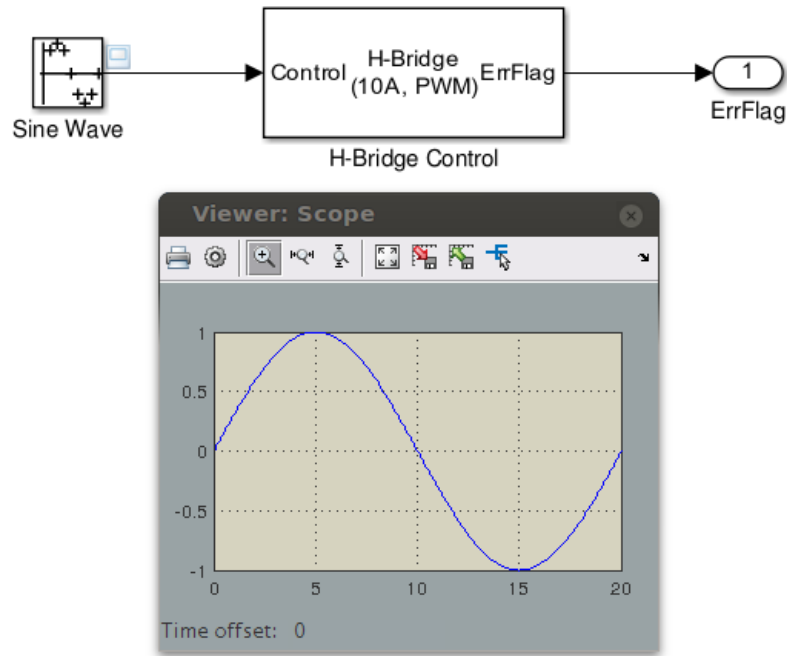 Control H-Bridge ErrFlag
(10A, PWM)
1
Sine Wave
ErrFlag
H-Bridge Control
Viewer: Scope
1
0.5
0
-0.5
-1
0 5 10 15 20
Time offset: 0